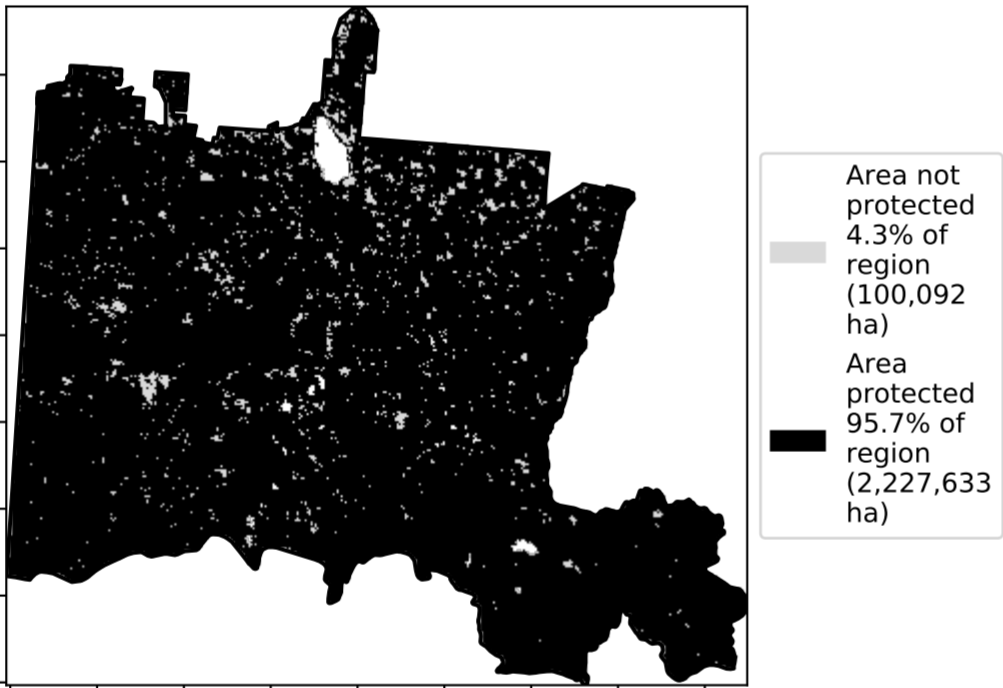 Area not
protected
4.3% of
region
(100,092
ha)
Area
protected
95.7% of
region
(2,227,633
ha)